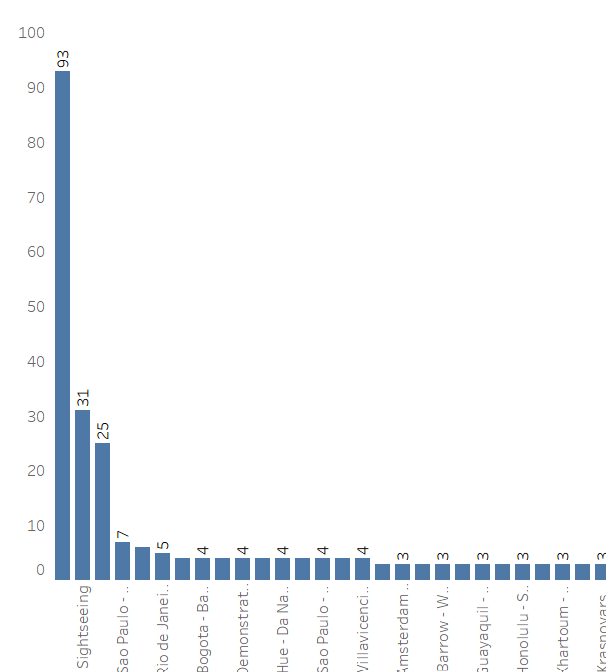 100
90
80
70
60
50
40
30
20
10
0
93
31
25
7
5
4
4
4
4
4
3
3
3
3
3
3
Sightseeing
Sao Paulo - ..
Rio de Janei..
Bogota - Ba..
Demonstrat..
Hue - Da Na..
Sao Paulo - ..
Villavicenci..
Amsterdam ..
Barrow - W..
Guayaquil - ..
Honolulu - S..
Khartoum - ..
Krasnoyars